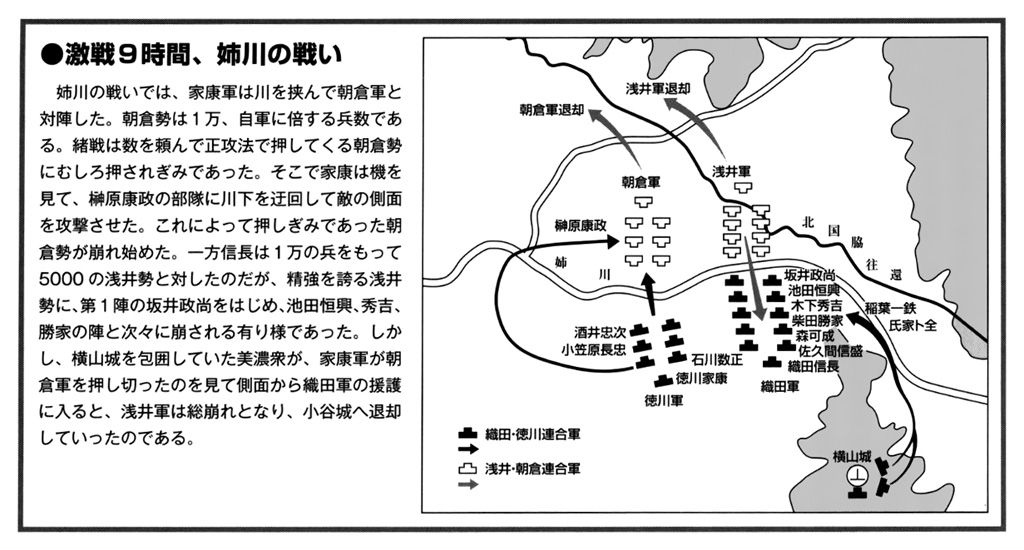 ●激戦9時間、姉川の戦い
姉川の戦いでは、家康軍は川を挟んで朝倉軍と
対陣した。朝倉勢は1万、自軍に倍する兵数であ
る。緒戦は数を頼んで正攻法で押してくる朝倉勢
にむしろ押されぎみであった。そこで家康は機を
見て、榊原康政の部隊に川下を迂回して敵の側面
を攻撃させた。これによって押しぎみであった朝
倉勢が崩れ始めた。一方信長は1万の兵をもって
5000の浅井勢と対したのだが、精強を誇る浅井
勢に、第1陣の坂井政尚をはじめ、池田恒興、秀吉、
勝家の陣と次々に崩される有り様であった。しか
し、横山城を包囲していた美濃衆が、家康軍が朝
倉軍を押し切ったのを見て側面から織田軍の援護
に入ると、浅井軍は総崩れとなり、小谷城へ退却
していったのである。
浅井軍退却
朝倉軍退却
浅井軍
朝倉軍
榊原康政
北国脇往還
姉川
坂井政尚
池田恒興
木下秀吉
柴田勝家
森可成
佐久間信盛
織田信長
織田軍
稲葉一鉄
氏家ト全
酒井忠次
小笠原長忠
石川数正
徳川家康
徳川軍
織田・徳川連合軍
浅井・朝倉連合軍
横山城